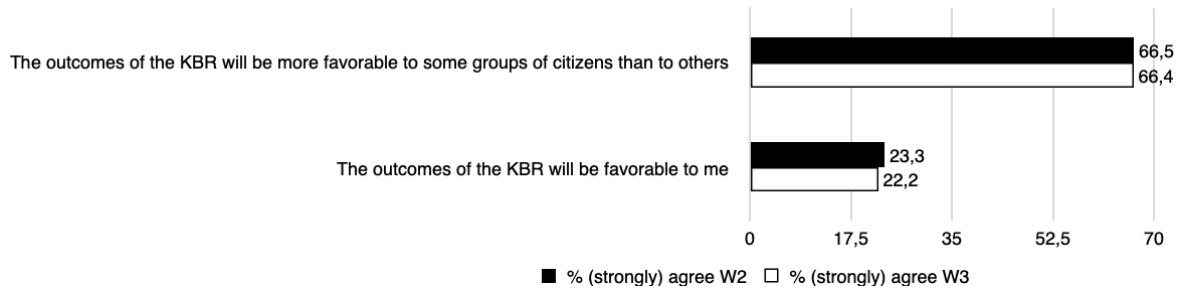 The outcomes of the KBR will be more favorable to some groups of citizens than to others
66,5
66,4
The outcomes of the KBR will be favorable to me
23,3
22,2
0 17,5 35 52,5 70
% (strongly) agree W2 % (strongly) agree W3